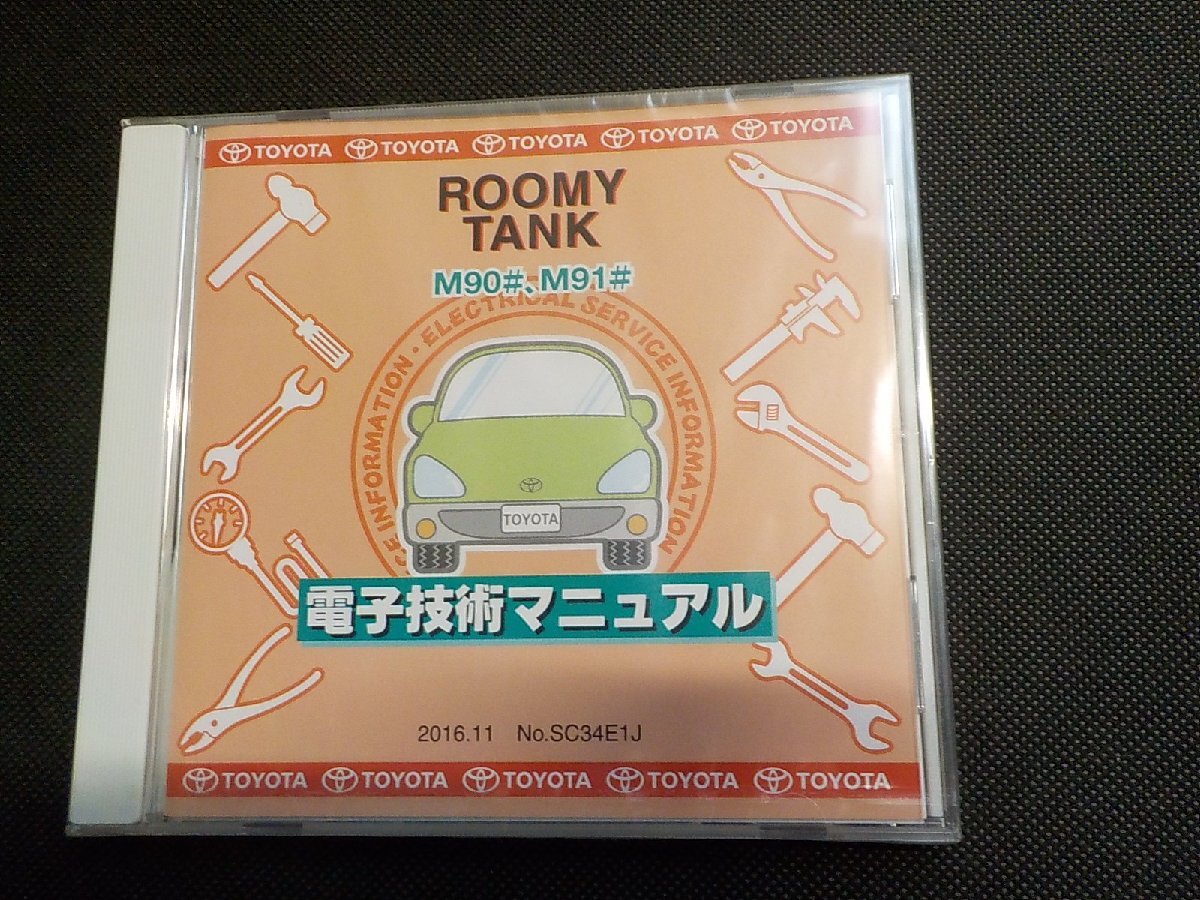 TOYOTA TOYOTA TOYOTA TOYOTA TOYOTA
ROOMY
TANK
M90#、M91#
INFORMATION・ELECTRICAL SERVICE INFORMATION
TOYOTA
電子技術マニュアル
2016.11 No.SC34E1J
TOYOTA TOYOTA TOYOTA TOYOTA TOYOTA